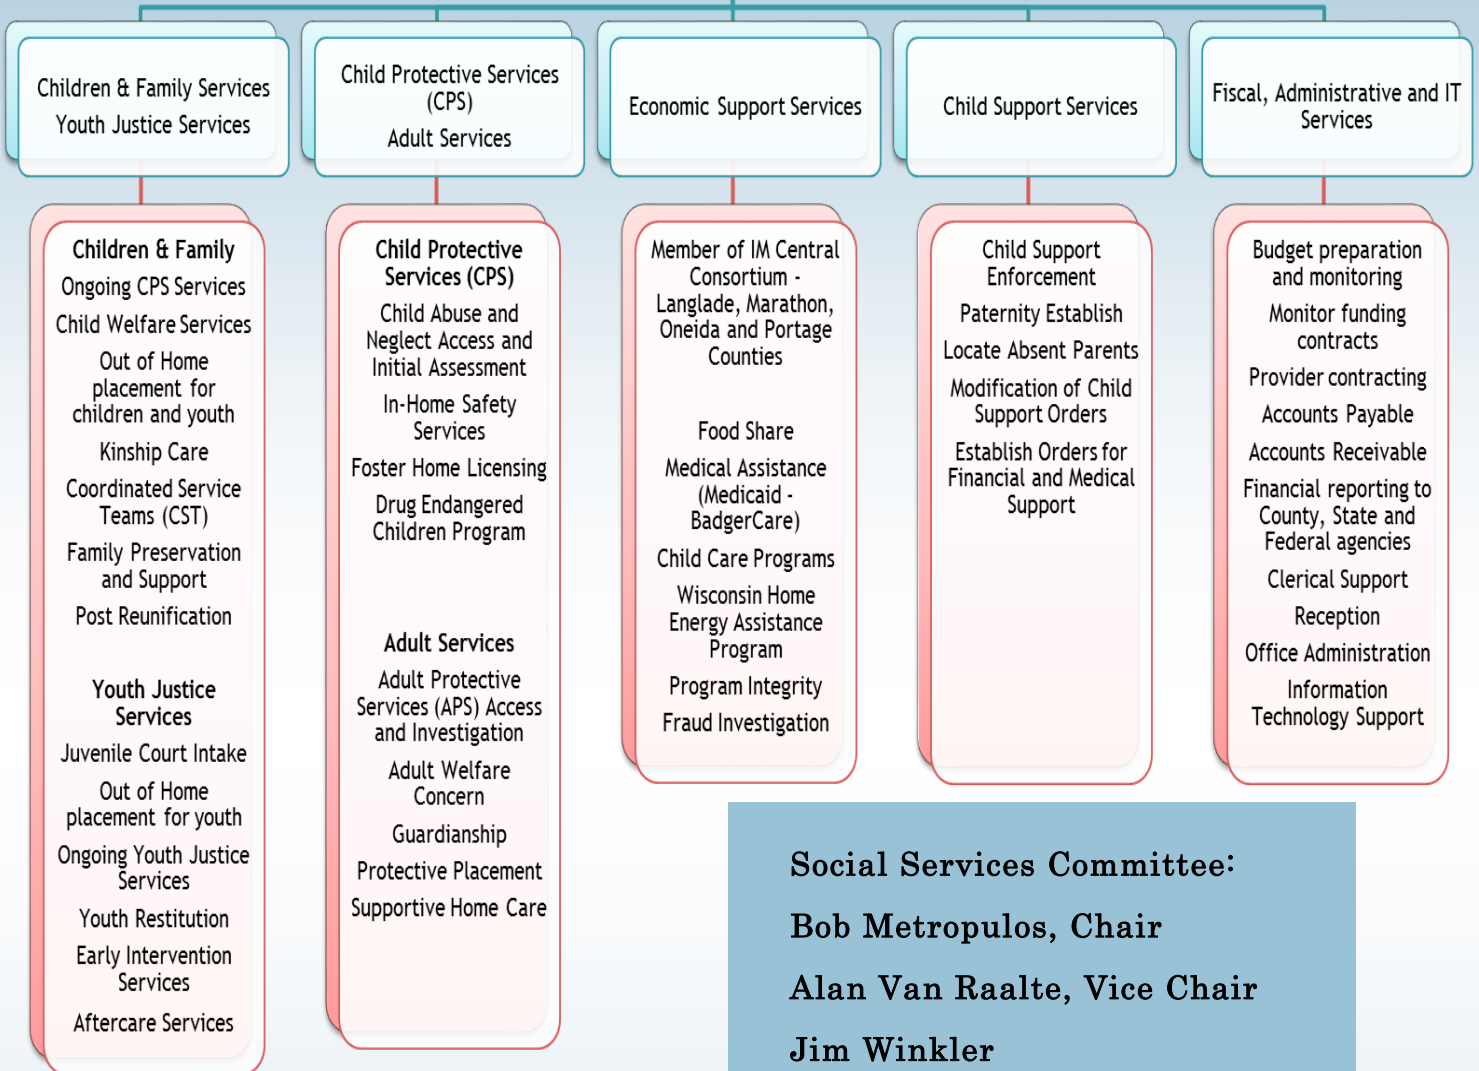 Children & Family Services
Youth Justice Services
Child Protective Services
(CPS)
Adult Services
Economic Support Services
Child Support Services
Fiscal, Administrative and IT
Services
Children & Family
Ongoing CPS Services
Child Welfare Services
Out of Home
placement for
children and youth
Kinship Care
Coordinated Service
Teams (CST)
Family Preservation
and Support
Post Reunification
Youth Justice
Services
Juvenile Court Intake
Out of Home
placement for youth
Ongoing Youth Justice
Services
Youth Restitution
Early Intervention
Services
Aftercare Services
Child Protective
Services (CPS)
Child Abuse and
Neglect Access and
Initial Assessment
In-Home Safety
Services
Foster Home Licensing
Drug Endangered
Children Program
Adult Services
Adult Protective
Services (APS) Access
and Investigation
Adult Welfare
Concern
Guardianship
Protective Placement
Supportive Home Care
Member of IM Central
Consortium -
Langlade, Marathon,
Oneida and Portage
Counties
Food Share
Medical Assistance
(Medicaid -
BadgerCare)
Child Care Programs
Wisconsin Home
Energy Assistance
Program
Program Integrity
Fraud Investigation
Child Support
Enforcement
Paternity Establish
Locate Absent Parents
Modification of Child
Support Orders
Establish Orders for
Financial and Medical
Support
Budget preparation
and monitoring
Monitor funding
contracts
Provider contracting
Accounts Payable
Accounts Receivable
Financial reporting to
County, State and
Federal agencies
Clerical Support
Reception
Office Administration
Information
Technology Support
Social Services Committee:
Bob Metropulos, Chair
Alan Van Raalte, Vice Chair
Jim Winkler